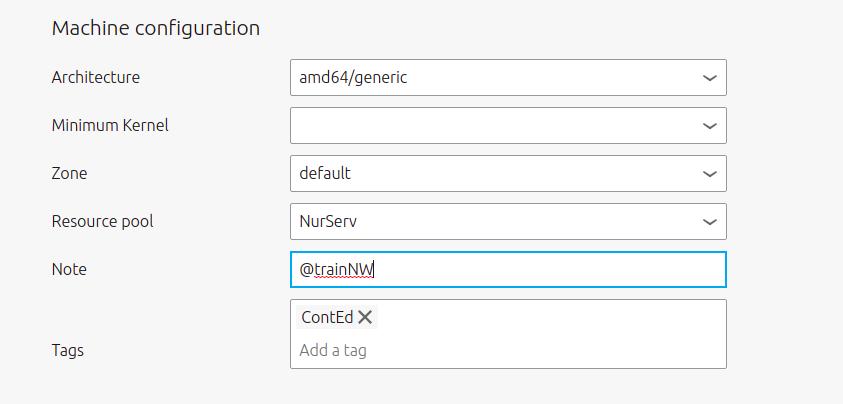 Machine configuration
Architecture amd64/generic
Minimum Kernel
Zone default
Resource pool NurServ
Note @trainNW
ContEd
Tags Add a tag